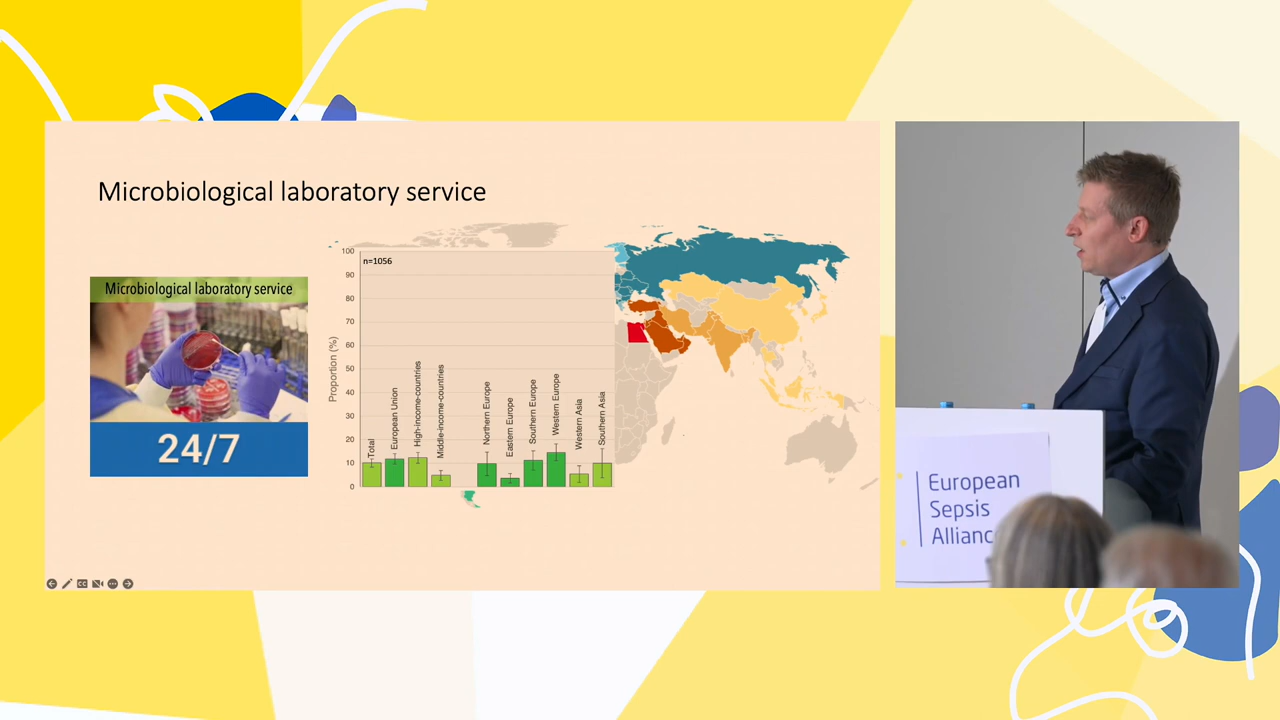 Microbiological laboratory service
Microbiological laboratory service
24/7
n=1056
Proportion (%)
100
90
80
70
60
50
40
30
20
10
0
Total
European Union
High-income-countries
Middle-income-countries
Northern Europe
Eastern Europe
Southern Europe
Western Europe
Western Asia
Southern Asia
European
Sepsis
Allianc